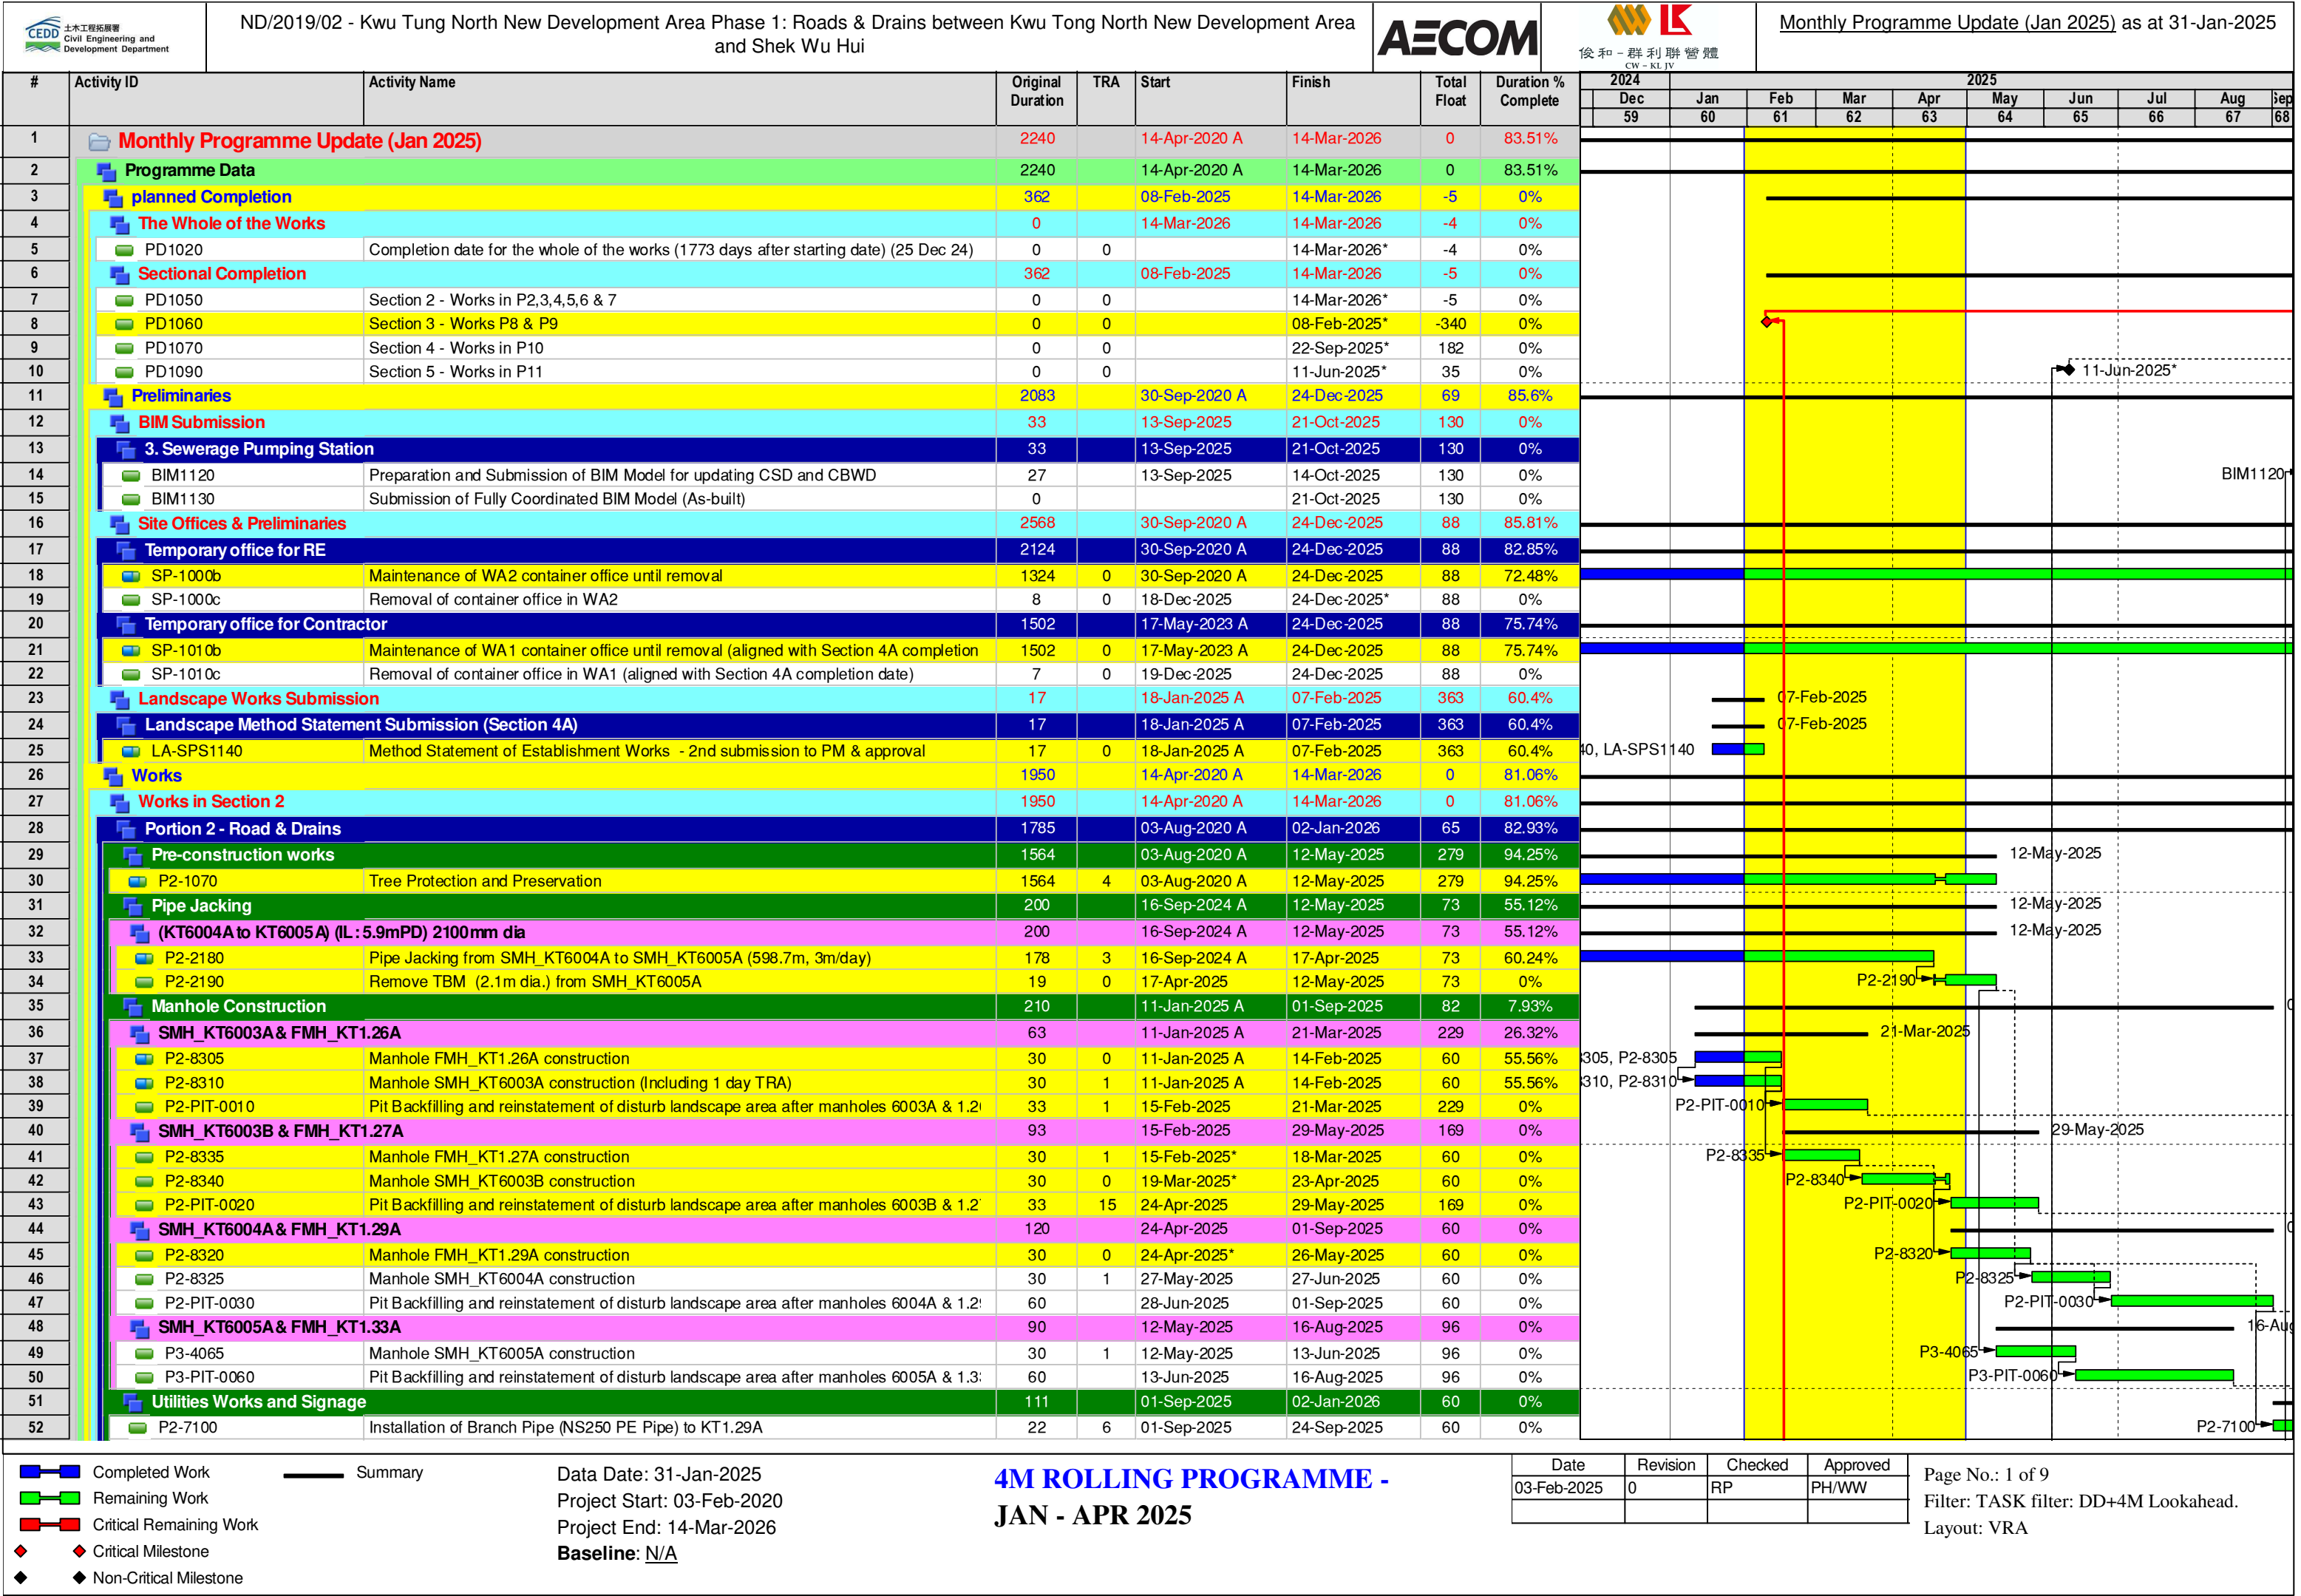 CEDD 土木工程拓展署
Civil Engineering and
Development Department
ND/2019/02 - Kwu Tung North New Development Area Phase 1: Roads & Drains between Kwu Tong North New Development Area
and Shek Wu Hui
AECOM
俊和-群利聯營體
CW – KL JV
Monthly Programme Update (Jan 2025) as at 31-Jan-2025
# Activity ID Activity Name Original Duration TRA Start Finish Total Float Duration % Complete
2024 2025
Dec Jan Feb Mar Apr May Jun Jul Aug Sep
59 60 61 62 63 64 65 66 67 68
1 Monthly Programme Update (Jan 2025) 2240 14-Apr-2020 A 14-Mar-2026 0 83.51%
2 Programme Data 2240 14-Apr-2020 A 14-Mar-2026 0 83.51%
3 planned Completion 362 08-Feb-2025 14-Mar-2026 -5 0%
4 The Whole of the Works 0 14-Mar-2026 14-Mar-2026 -4 0%
5 PD1020 Completion date for the whole of the works (1773 days after starting date) (25 Dec 24) 0 0 14-Mar-2026* -4 0%
6 Sectional Completion 362 08-Feb-2025 14-Mar-2026 -5 0%
7 PD1050 Section 2 - Works in P2,3,4,5,6 & 7 0 0 14-Mar-2026* -5 0%
8 PD1060 Section 3 - Works P8 & P9 0 0 08-Feb-2025* -340 0%
9 PD1070 Section 4 - Works in P10 0 0 22-Sep-2025* 182 0%
10 PD1090 Section 5 - Works in P11 0 0 11-Jun-2025* 35 0% 11-Jun-2025*
11 Preliminaries 2083 30-Sep-2020 A 24-Dec-2025 69 85.6%
12 BIM Submission 33 13-Sep-2025 21-Oct-2025 130 0%
13 3. Sewerage Pumping Station 33 13-Sep-2025 21-Oct-2025 130 0%
14 BIM1120 Preparation and Submission of BIM Model for updating CSD and CBWD 27 13-Sep-2025 14-Oct-2025 130 0% BIM1120
15 BIM1130 Submission of Fully Coordinated BIM Model (As-built) 0 21-Oct-2025 130 0%
16 Site Offices & Preliminaries 2568 30-Sep-2020 A 24-Dec-2025 88 85.81%
17 Temporary office for RE 2124 30-Sep-2020 A 24-Dec-2025 88 82.85%
18 SP-1000b Maintenance of WA2 container office until removal 1324 0 30-Sep-2020 A 24-Dec-2025 88 72.48%
19 SP-1000c Removal of container office in WA2 8 0 18-Dec-2025 24-Dec-2025* 88 0%
20 Temporary office for Contractor 1502 17-May-2023 A 24-Dec-2025 88 75.74%
21 SP-1010b Maintenance of WA1 container office until removal (aligned with Section 4A completion 1502 0 17-May-2023 A 24-Dec-2025 88 75.74%
22 SP-1010c Removal of container office in WA1 (aligned with Section 4A completion date) 7 0 19-Dec-2025 24-Dec-2025 88 0%
23 Landscape Works Submission 17 18-Jan-2025 A 07-Feb-2025 363 60.4% 07-Feb-2025
24 Landscape Method Statement Submission (Section 4A) 17 18-Jan-2025 A 07-Feb-2025 363 60.4% 07-Feb-2025
25 LA-SPS1140 Method Statement of Establishment Works - 2nd submission to PM & approval 17 0 18-Jan-2025 A 07-Feb-2025 363 60.4% 40, LA-SPS1140
26 Works 1950 14-Apr-2020 A 14-Mar-2026 0 81.06%
27 Works in Section 2 1950 14-Apr-2020 A 14-Mar-2026 0 81.06%
28 Portion 2 - Road & Drains 1785 03-Aug-2020 A 02-Jan-2026 65 82.93%
29 Pre-construction works 1564 03-Aug-2020 A 12-May-2025 279 94.25% 12-May-2025
30 P2-1070 Tree Protection and Preservation 1564 4 03-Aug-2020 A 12-May-2025 279 94.25%
31 Pipe Jacking 200 16-Sep-2024 A 12-May-2025 73 55.12% 12-May-2025
32 (KT6004A to KT6005A) (IL : 5.9mPD) 2100mm dia 200 16-Sep-2024 A 12-May-2025 73 55.12% 12-May-2025
33 P2-2180 Pipe Jacking from SMH_KT6004A to SMH_KT6005A (598.7m, 3m/day) 178 3 16-Sep-2024 A 17-Apr-2025 73 60.24%
34 P2-2190 Remove TBM (2.1m dia.) from SMH_KT6005A 19 0 17-Apr-2025 12-May-2025 73 0% P2-2190
35 Manhole Construction 210 11-Jan-2025 A 01-Sep-2025 82 7.93% 0
36 SMH_KT6003A & FMH_KT1.26A 63 11-Jan-2025 A 21-Mar-2025 229 26.32% 21-Mar-2025
37 P2-8305 Manhole FMH_KT1.26A construction 30 0 11-Jan-2025 A 14-Feb-2025 60 55.56% 305, P2-8305
38 P2-8310 Manhole SMH_KT6003A construction (Including 1 day TRA) 30 1 11-Jan-2025 A 14-Feb-2025 60 55.56% 310, P2-8310
39 P2-PIT-0010 Pit Backfilling and reinstatement of disturb landscape area after manholes 6003A & 1.2 33 1 15-Feb-2025 21-Mar-2025 229 0% P2-PIT-0010
40 SMH_KT6003B & FMH_KT1.27A 93 15-Feb-2025 29-May-2025 169 0% 29-May-2025
41 P2-8335 Manhole FMH_KT1.27A construction 30 1 15-Feb-2025* 18-Mar-2025 60 0% P2-8335
42 P2-8340 Manhole SMH_KT6003B construction 30 0 19-Mar-2025* 23-Apr-2025 60 0% P2-8340
43 P2-PIT-0020 Pit Backfilling and reinstatement of disturb landscape area after manholes 6003B & 1.2 33 15 24-Apr-2025 29-May-2025 169 0% P2-PIT-0020
44 SMH_KT6004A & FMH_KT1.29A 120 24-Apr-2025 01-Sep-2025 60 0% 0
45 P2-8320 Manhole FMH_KT1.29A construction 30 0 24-Apr-2025* 26-May-2025 60 0% P2-8320
46 P2-8325 Manhole SMH_KT6004A construction 30 1 27-May-2025 27-Jun-2025 60 0% P2-8325
47 P2-PIT-0030 Pit Backfilling and reinstatement of disturb landscape area after manholes 6004A & 1.2 60 28-Jun-2025 01-Sep-2025 60 0% P2-PIT-0030
48 SMH_KT6005A & FMH_KT1.33A 90 12-May-2025 16-Aug-2025 96 0% 16-Aug
49 P3-4065 Manhole SMH_KT6005A construction 30 1 12-May-2025 13-Jun-2025 96 0% P3-4065
50 P3-PIT-0060 Pit Backfilling and reinstatement of disturb landscape area after manholes 6005A & 1.3 60 13-Jun-2025 16-Aug-2025 96 0% P3-PIT-0060
51 Utilities Works and Signage 111 01-Sep-2025 02-Jan-2026 60 0%
52 P2-7100 Installation of Branch Pipe (NS250 PE Pipe) to KT1.29A 22 6 01-Sep-2025 24-Sep-2025 60 0% P2-7100
Completed Work Summary
Remaining Work
Critical Remaining Work
Critical Milestone
Non-Critical Milestone
Data Date: 31-Jan-2025
Project Start: 03-Feb-2020
Project End: 14-Mar-2026
Baseline: N/A
4M ROLLING PROGRAMME -
JAN - APR 2025
Date Revision Checked Approved
03-Feb-2025 0 RP PH/WW
Page No.: 1 of 9
Filter: TASK filter: DD+4M Lookahead.
Layout: VRA